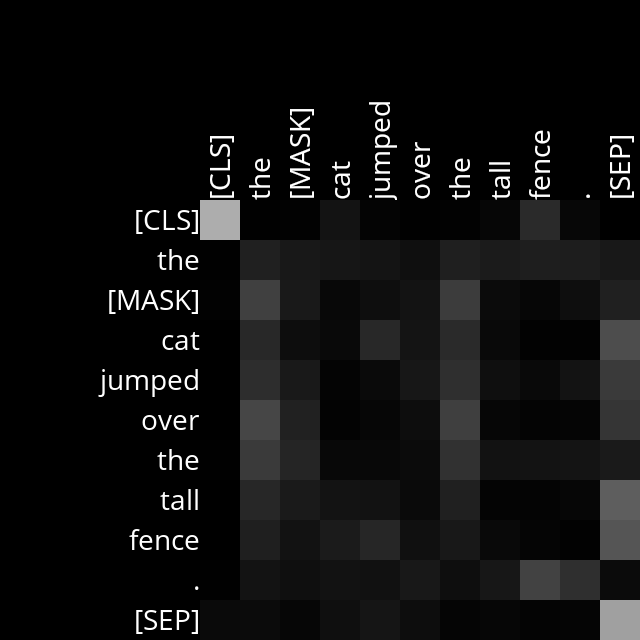 [CLS] the [MASK] cat jumped over the tall fence . [SEP]
[CLS]
the
[MASK]
cat
jumped
over
the
tall
fence
.
[SEP]